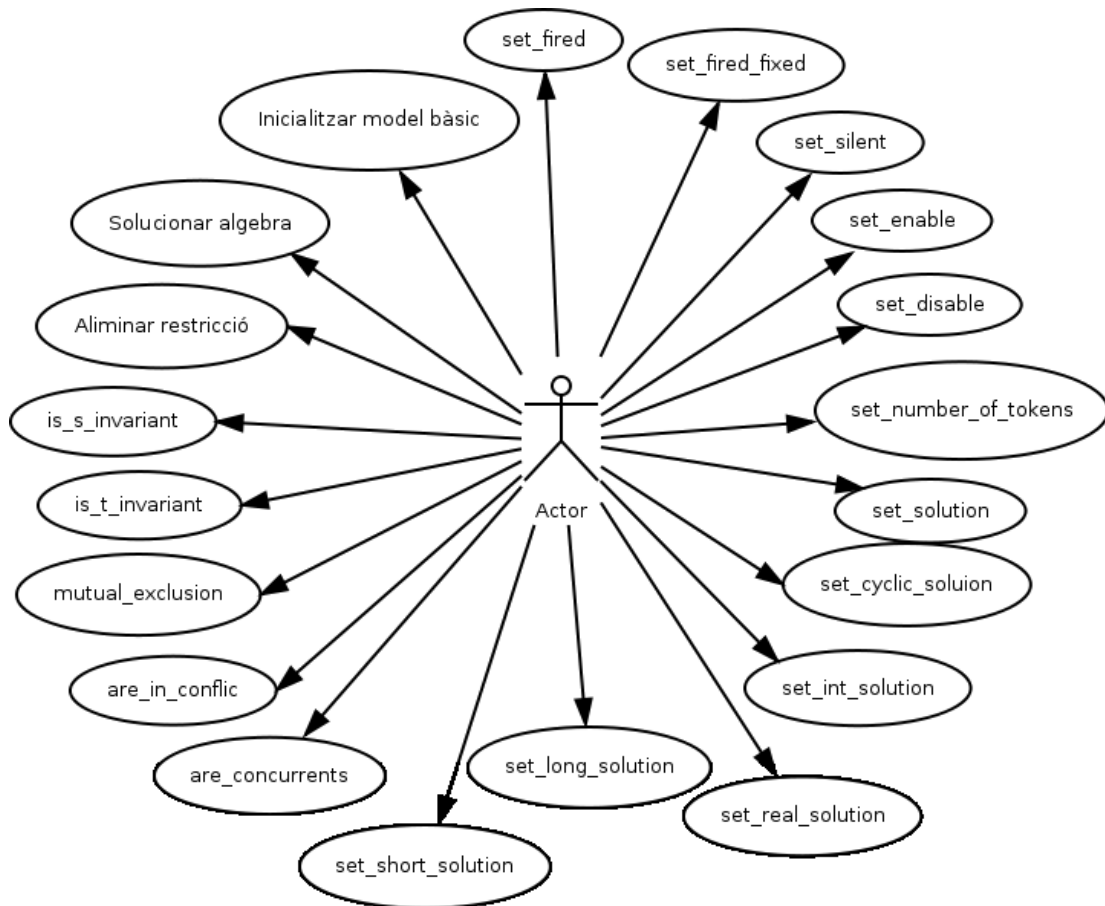 set_fired
set_fired_fixed
Inicialitzar model bàsic
set_silent
Solucionar algebra
set_enable
set_disable
Aliminar restricció
set_number_of_tokens
is_s_invariant
is_t_invariant
Actor
set_solution
mutual_exclusion
set_cyclic_soluion
are_in_conflic
set_int_solution
are_concurrents
set_long_solution
set_real_solution
set_short_solution